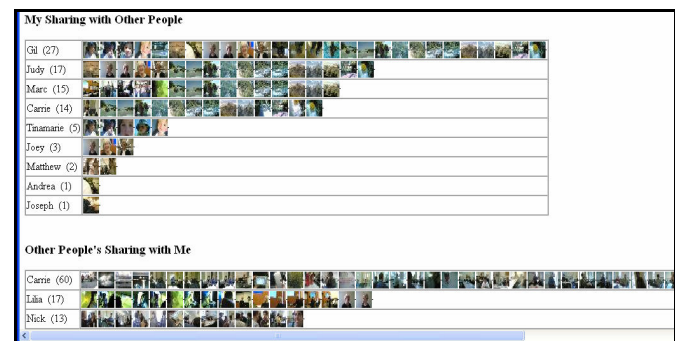 My Sharing with Other People
Gil (27)
Judy (17)
Marc (15)
Carrie (14)
Tinamarie (5)
Joey (3)
Matthew (2)
Andrea (1)
Joseph (1)
Other People's Sharing with Me
Carrie (60)
Lilia (17)
Nick (13)